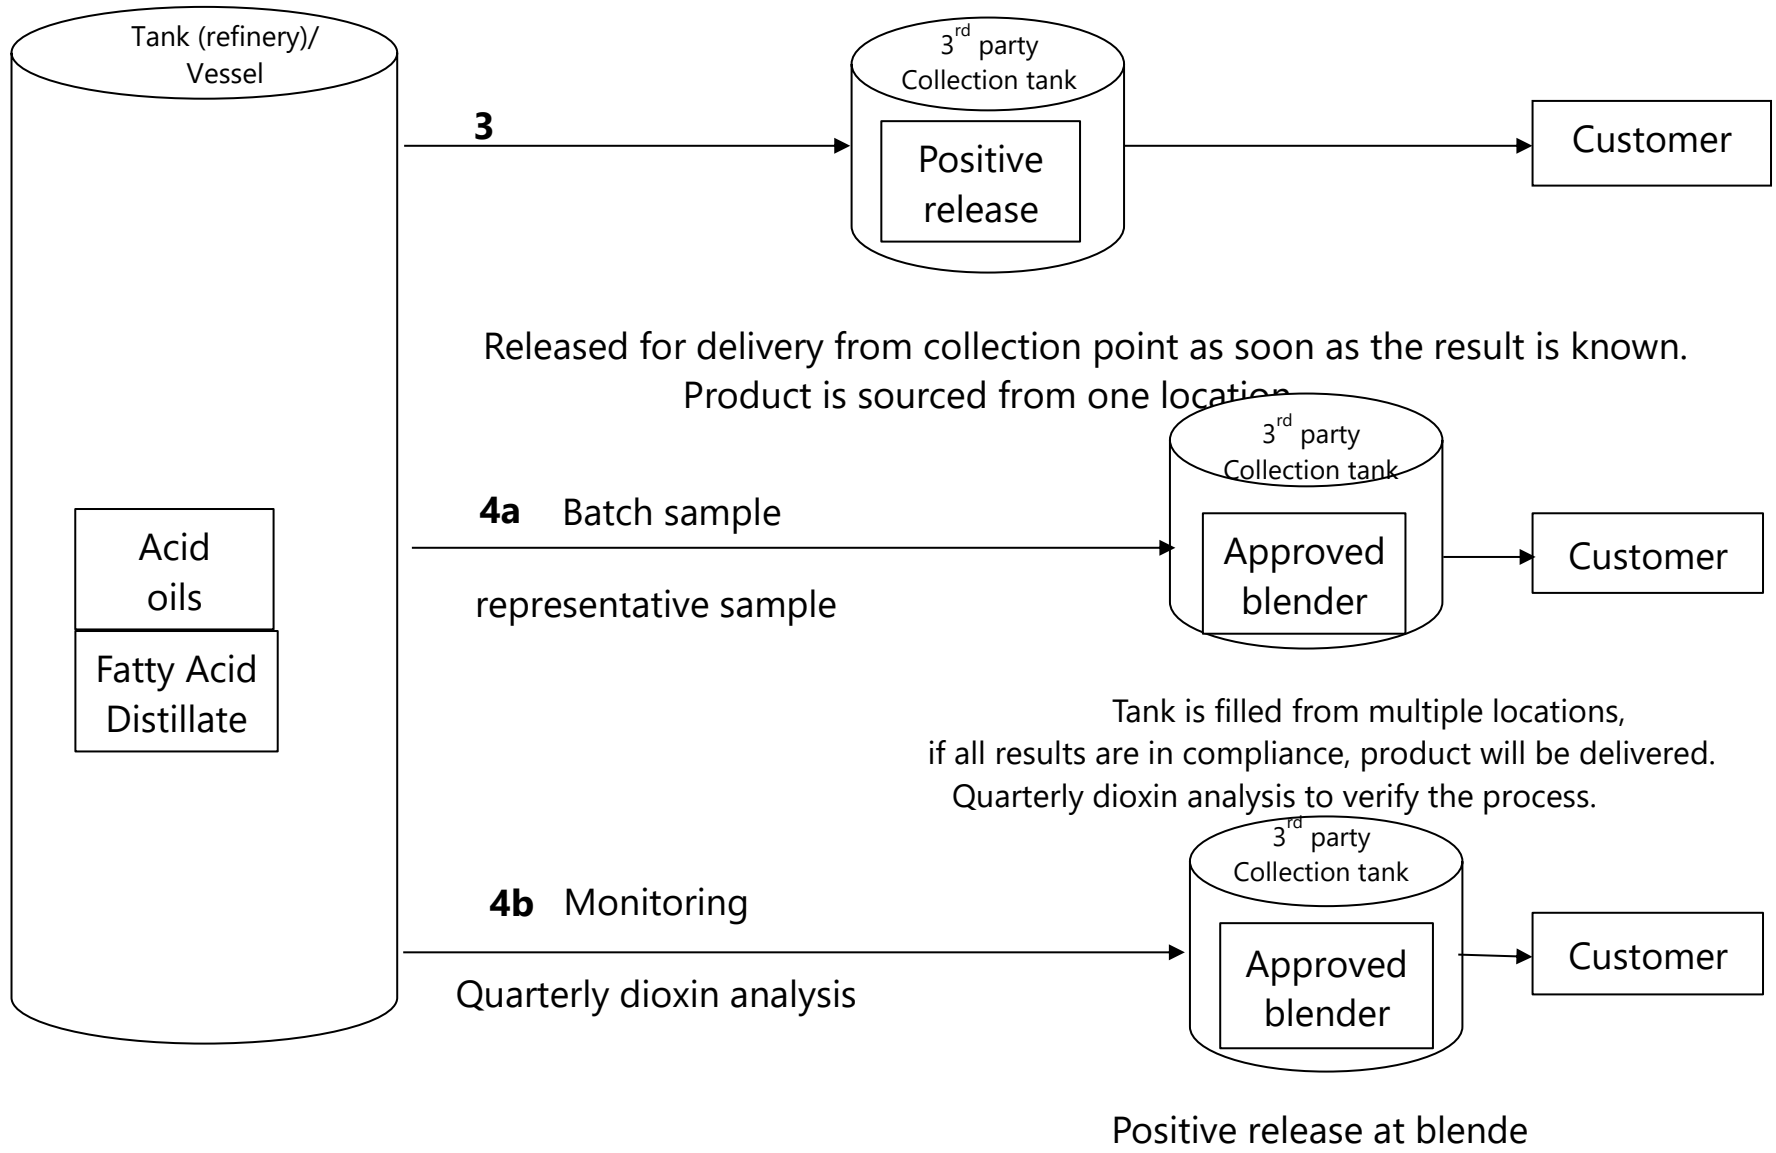 Tank (refinery)/
Vessel
3rd party
Collection tank
3
Positive
release
Customer
Released for delivery from collection point as soon as the result is known.
Product is sourced from one location
3rd party
Collection tank
4a Batch sample
representative sample
Approved
blender
Customer
Acid
oils
Fatty Acid
Distillate
Tank is filled from multiple locations,
if all results are in compliance, product will be delivered.
Quarterly dioxin analysis to verify the process.
3rd party
Collection tank
4b Monitoring
Quarterly dioxin analysis
Approved
blender
Customer
Positive release at blende